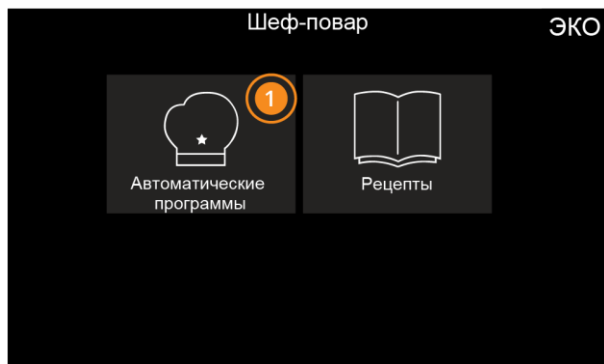 Шеф-повар
ЭКО
1
Автоматические
программы
Рецепты